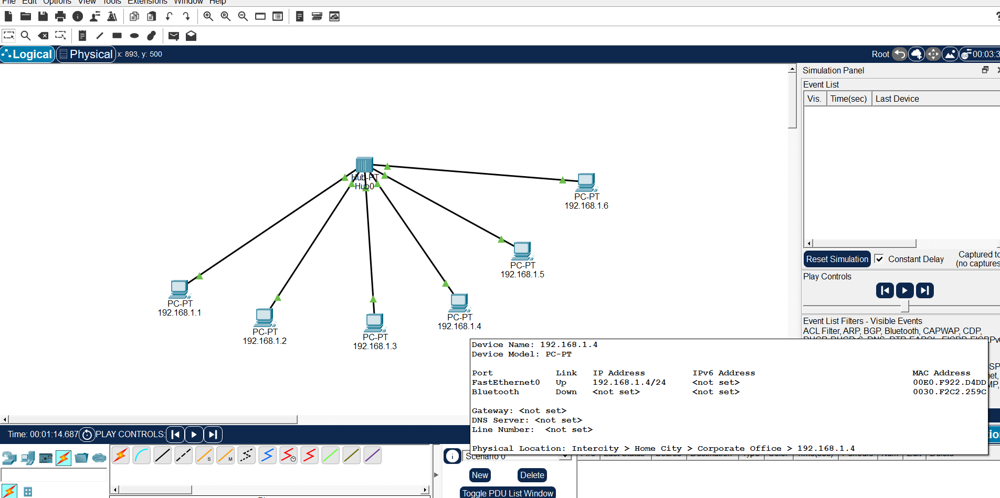 File Edit Options View Tools Extensions Window Help
Logical Physical x: 893, y: 500
Root 00:03:3
Simulation Panel
Event List
Vis. Time(sec) Last Device
Hub-PT
Hub0
PC-PT
192.168.1.6
PC-PT
192.168.1.5
PC-PT
192.168.1.1
PC-PT
192.168.1.2
PC-PT
192.168.1.3
PC-PT
192.168.1.4
Reset Simulation Constant Delay Captured to
(no captures
Play Controls
Event List Filters - Visible Events
ACL Filter, ARP, BGP, Bluetooth, CAPWAP, CDP,
Device Name: 192.168.1.4
Device Model: PC-PT
Port Link IP Address IPv6 Address MAC Address
FastEthernet0 Up 192.168.1.4/24 <not set> 00E0.F922.D4DD
Bluetooth Down <not set> <not set> 0030.F2C2.259C
Gateway: <not set>
DNS Server: <not set>
Line Number: <not set>
Physical Location: Intercity > Home City > Corporate Office > 192.168.1.4
Time: 00:01:14.687 PLAY CONTROLS:
Scenario 0
New Delete
Toggle PDU List Window